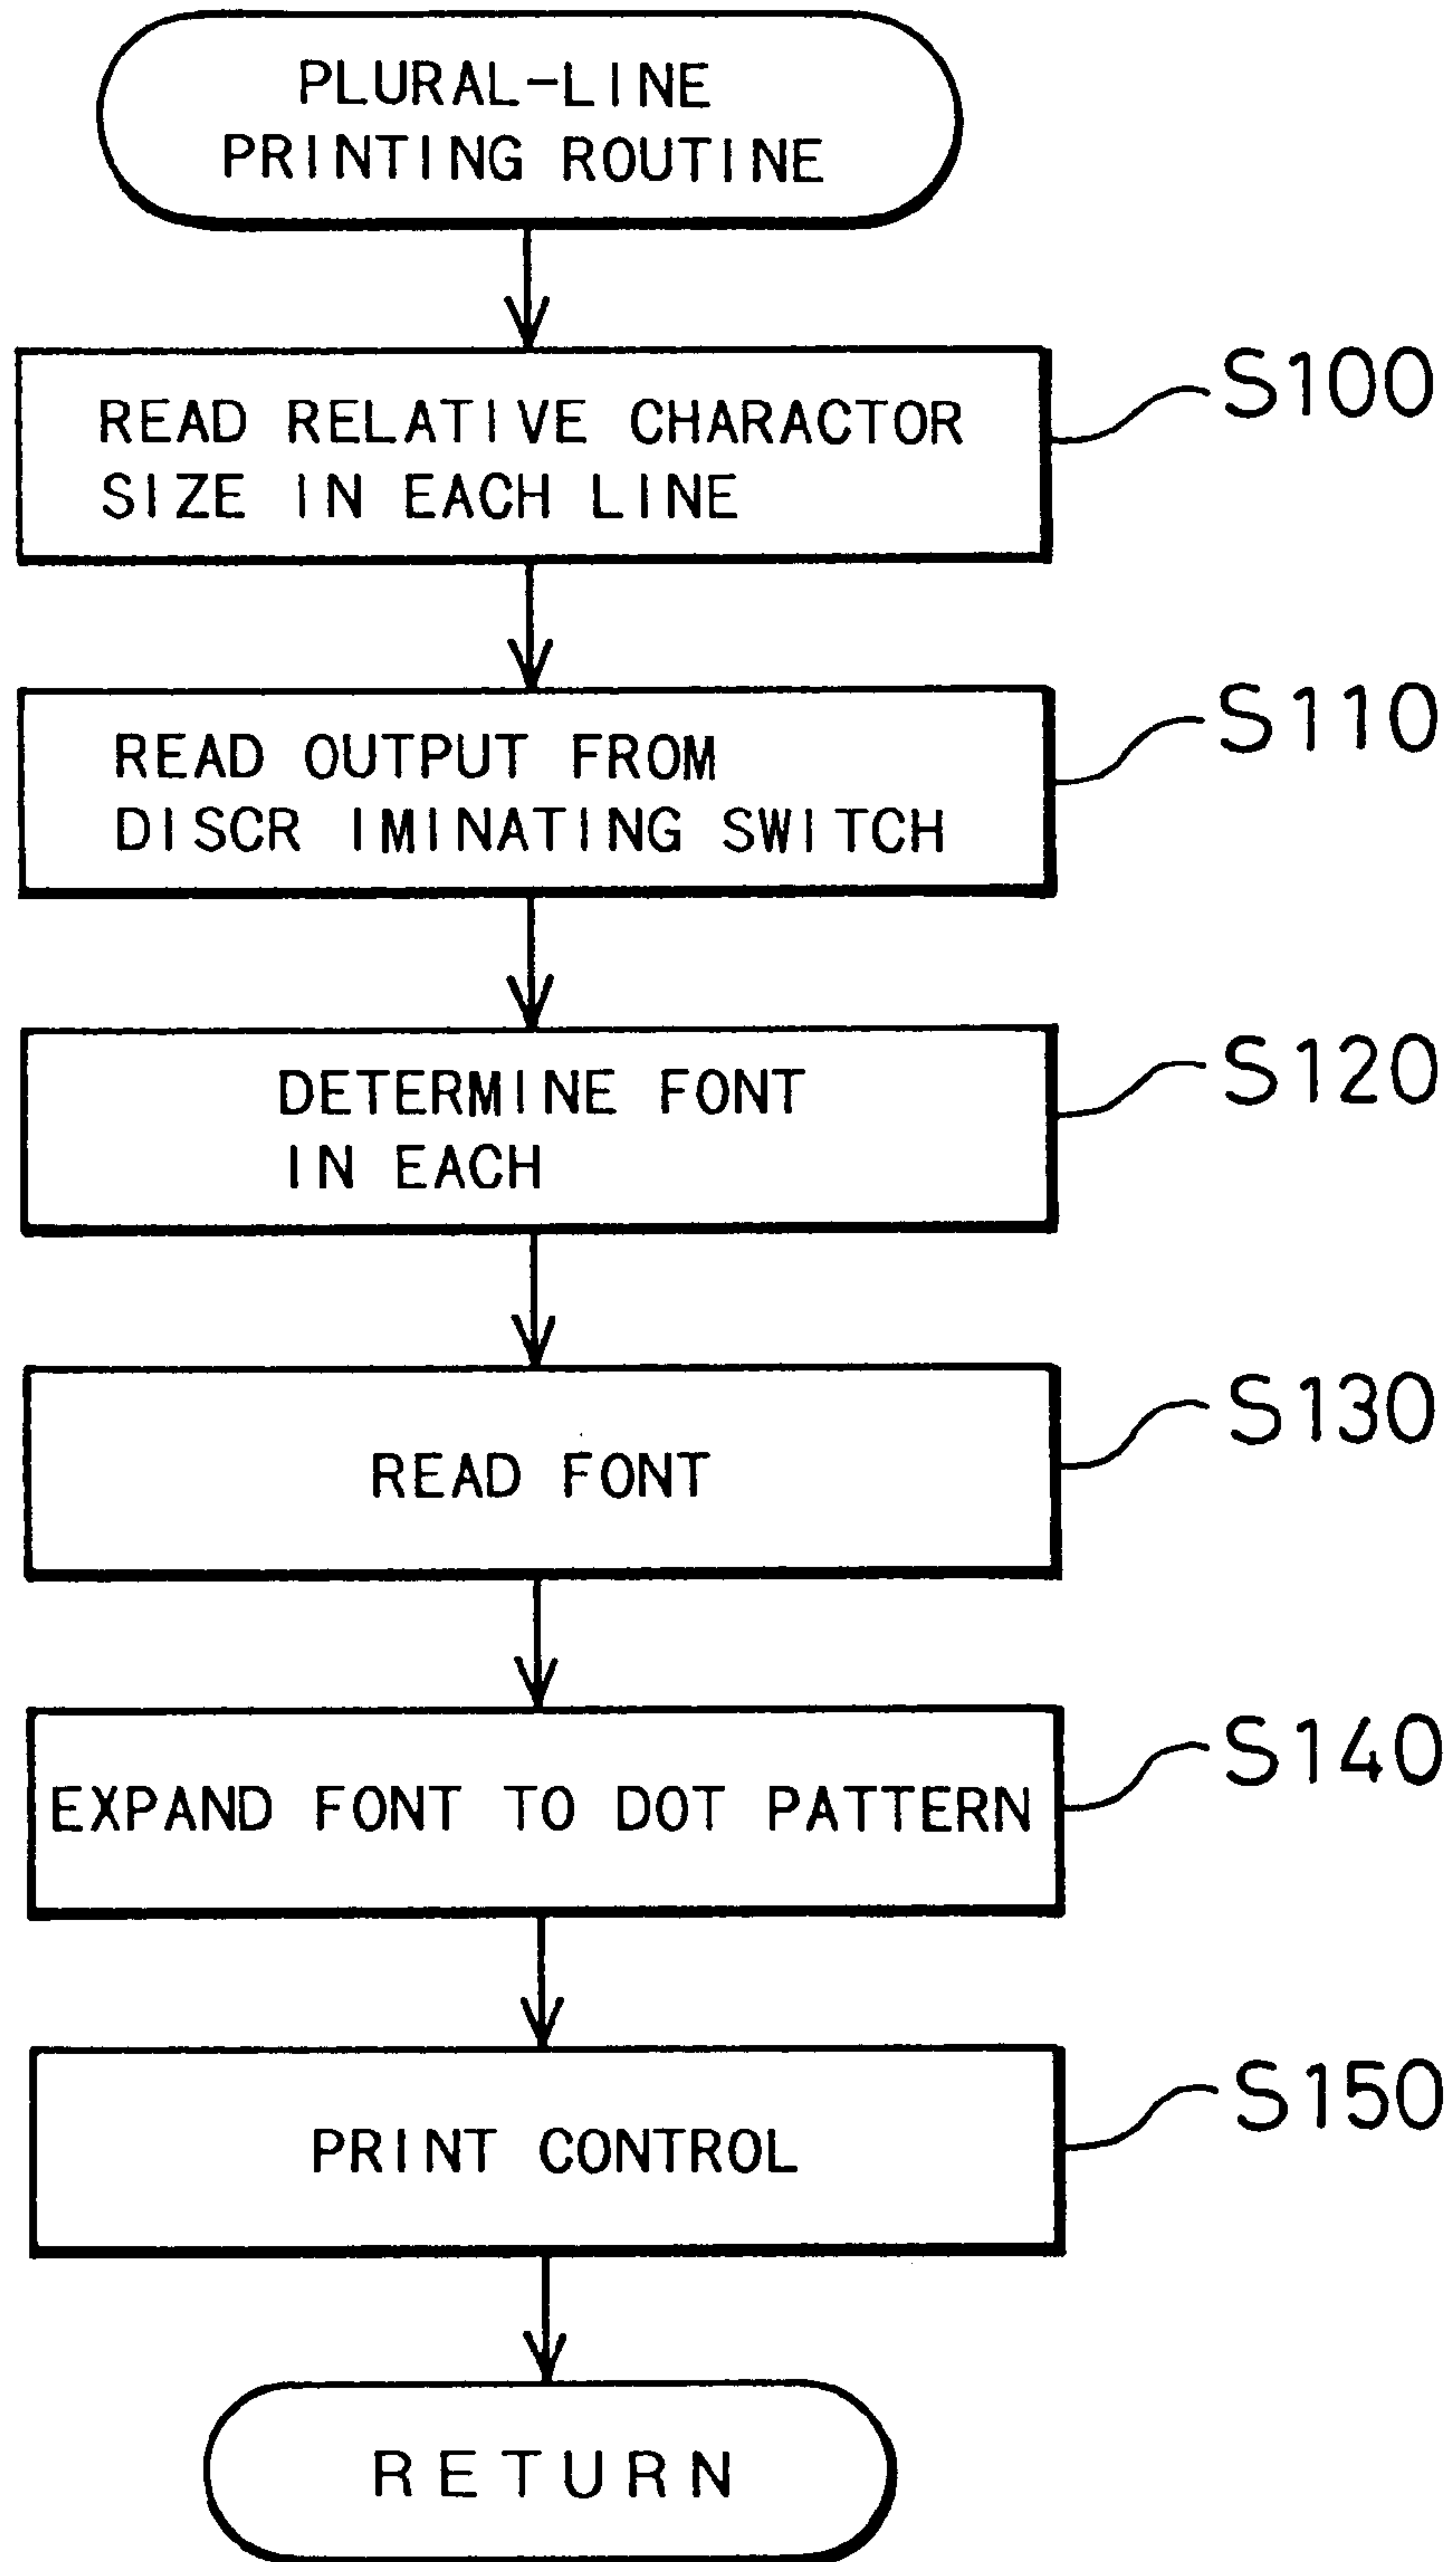 PLURAL-LINE
PRINTING ROUTINE
READ RELATIVE CHARACTOR
SIZE IN EACH LINE
S100
READ OUTPUT FROM
DISCR IMINATING SWITCH
S110
DETERMINE FONT
IN EACH
S120
READ FONT
S130
EXPAND FONT TO DOT PATTERN
S140
PRINT CONTROL
S150
RETURN